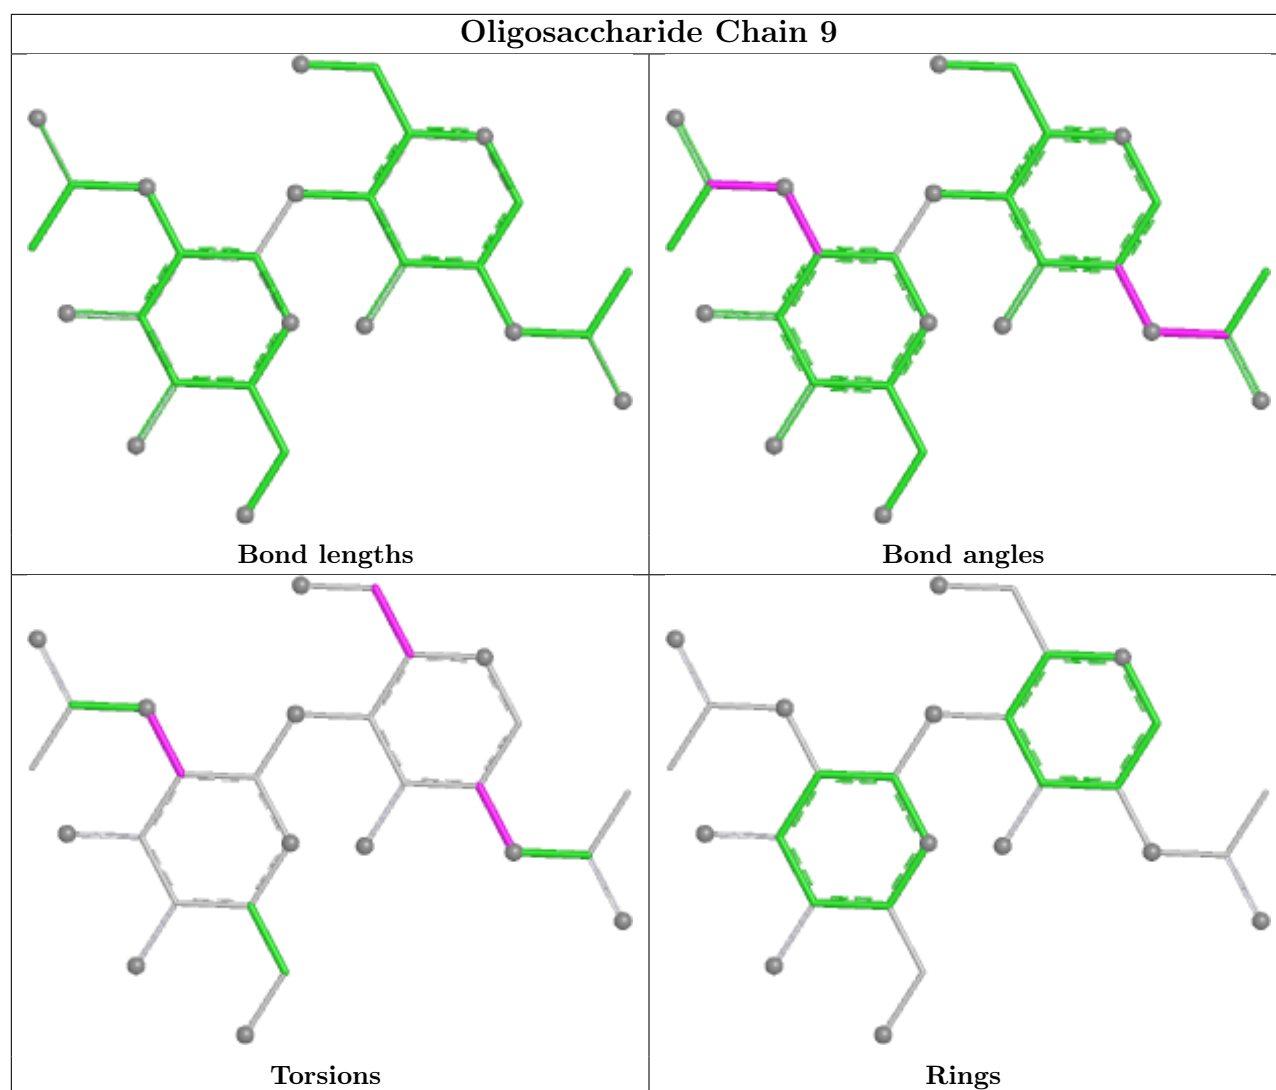 Oligosaccharide Chain 9
Bond lengths
Bond angles
Torsions
Rings